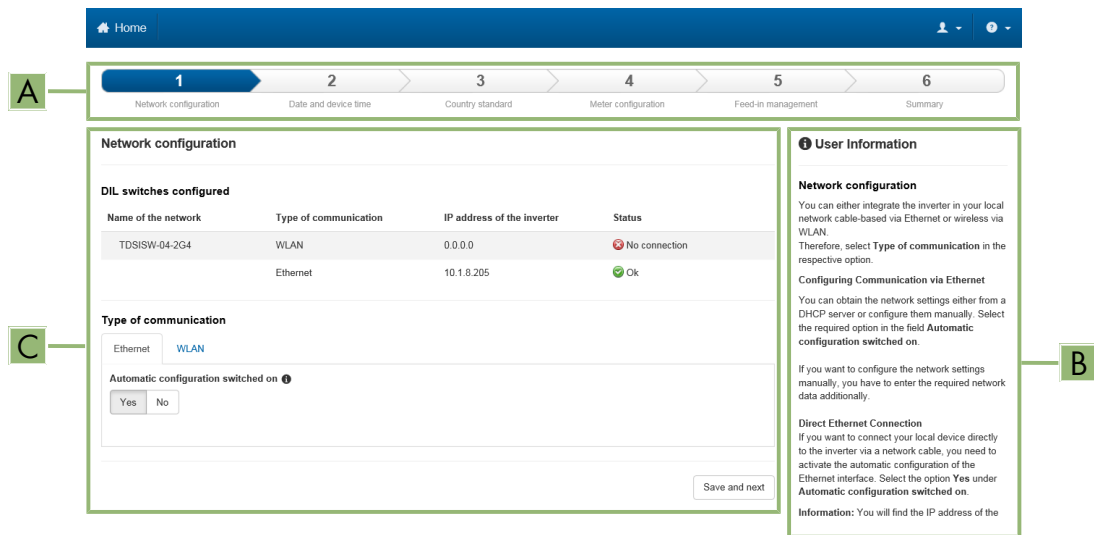 Home
A
1 2 3 4 5 6
Network configuration Date and device time Country standard Meter configuration Feed-in management Summary
C
Network configuration
DIL switches configured
Name of the network Type of communication IP address of the inverter Status
TDSISW-04-2G4 WLAN 0.0.0.0 No connection
Ethernet 10.1.8.205 Ok
Type of communication
Ethernet WLAN
Automatic configuration switched on
Yes No
Save and next
B
User Information
Network configuration
You can either integrate the inverter in your local
network cable-based via Ethernet or wireless via
WLAN.
Therefore, select Type of communication in the
respective option.
Configuring Communication via Ethernet
You can obtain the network settings either from a
DHCP server or configure them manually. Select
the required option in the field Automatic
configuration switched on.
If you want to configure the network settings
manually, you have to enter the required network
data additionally.
Direct Ethernet Connection
If you want to connect your local device directly
to the inverter via a network cable, you need to
activate the automatic configuration of the
Ethernet interface. Select the option Yes under
Automatic configuration switched on.
Information: You will find the IP address of the